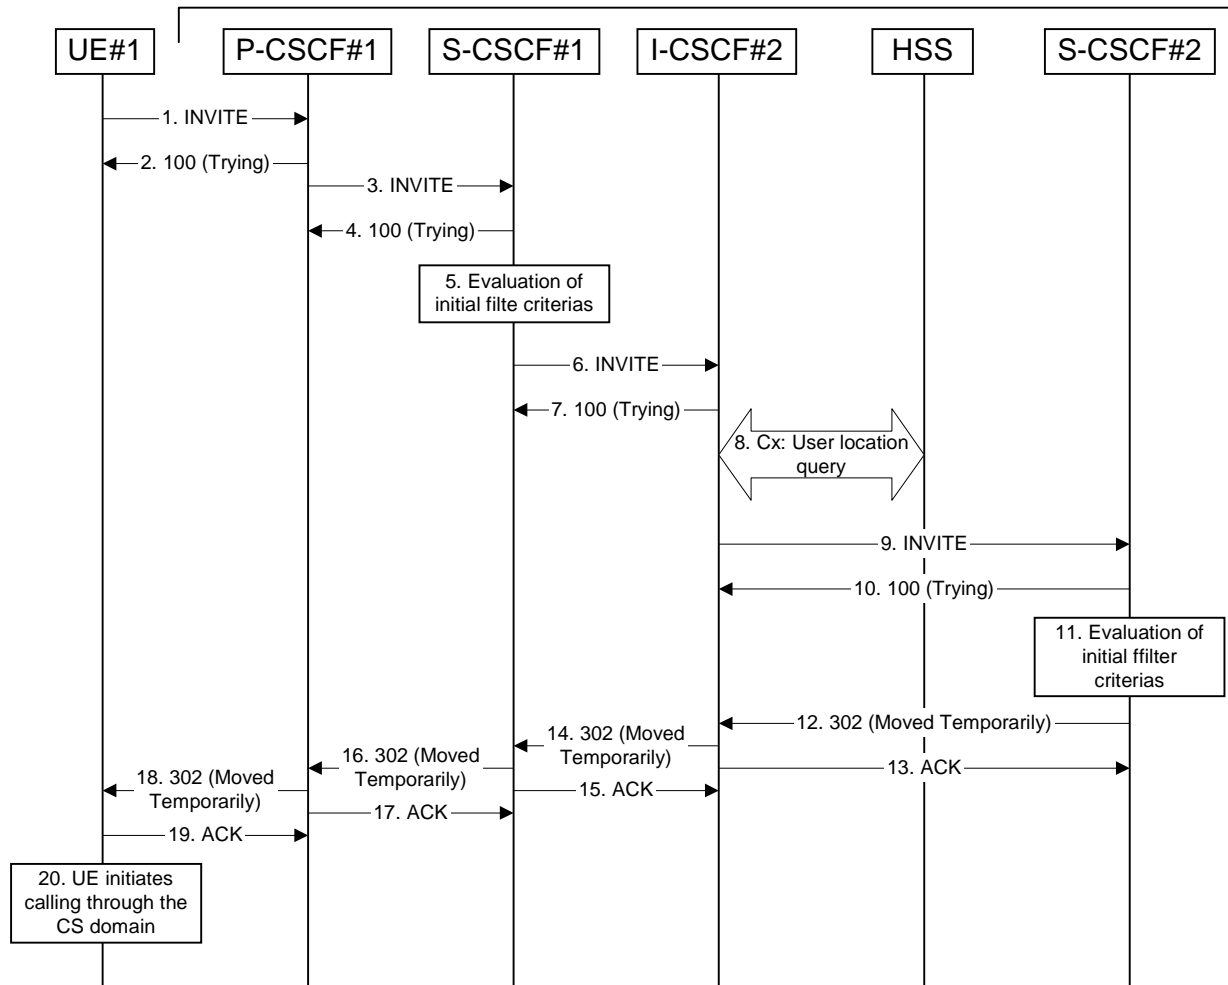 UE#1
P-CSCF#1
S-CSCF#1
I-CSCF#2
HSS
S-CSCF#2
1. INVITE
2. 100 (Trying)
3. INVITE
4. 100 (Trying)
5. Evaluation of
initial filte criterias
6. INVITE
7. 100 (Trying)
8. Cx: User location
query
9. INVITE
10. 100 (Trying)
11. Evaluation of
initial ffilter
criterias
12. 302 (Moved Temporarily)
13. ACK
14. 302 (Moved
Temporarily)
15. ACK
16. 302 (Moved
Temporarily)
17. ACK
18. 302 (Moved
Temporarily)
19. ACK
20. UE initiates
calling through the
CS domain